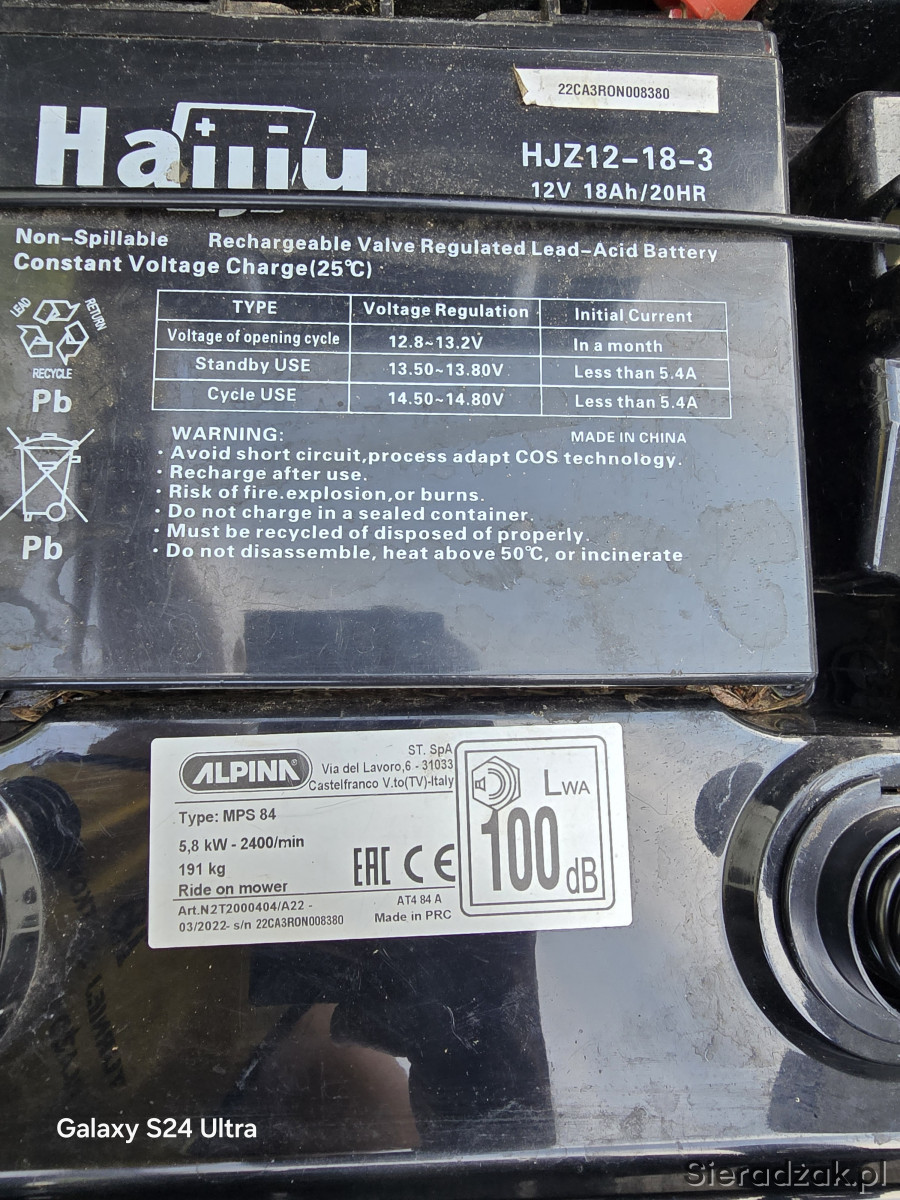 22CA3RON008380
Haijiu
HJZ12-18-3
12V 18Ah/20HR
Non-Spillable Rechargeable Valve Regulated Lead-Acid Battery
Constant Voltage Charge(25℃)
LEAD RETURN
RECYCLE
Pb
TYPE Voltage Regulation Initial Current
Voltage of opening cycle 12.8~13.2V In a month
Standby USE 13.50~13.80V Less than 5.4A
Cycle USE 14.50~14.80V Less than 5.4A
Pb
WARNING: MADE IN CHINA
· Avoid short circuit,process adapt COS technology.
· Recharge after use.
· Risk of fire.explosion,or burns.
· Do not charge in a sealed container.
· Must be recycled of disposed of properly.
· Do not disassemble, heat above 50℃, or incinerate
ALPINA
ST. SpA
Via del Lavoro,6 - 31033
Castelfranco V.to(TV)-Italy
Type: MPS 84
5,8 kW - 2400/min
191 kg
Ride on mower
EAC CE
Art.N2T2000404/A22 -
03/2022- s/n 22CA3RON008380
AT4 84 A
Made in PRC
LWA
100 dB
Galaxy S24 Ultra
Sieradzak.pl